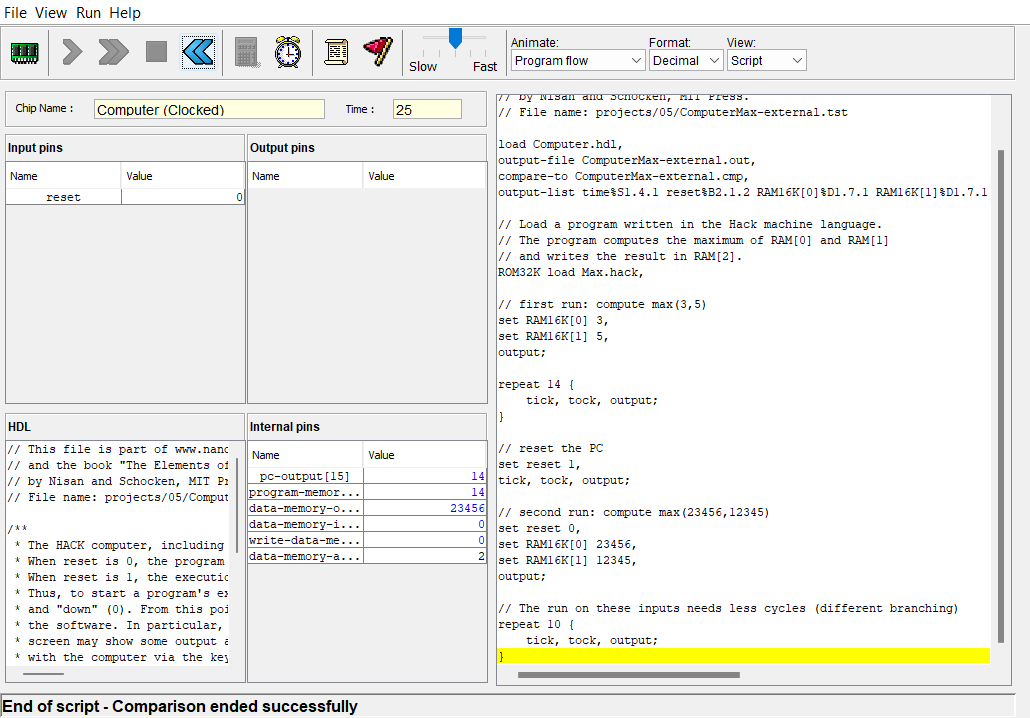 File View Run Help
Slow
Fast
Animate:
Program flow
Format:
Decimal
View:
Script
Chip Name :
Computer (Clocked)
Time :
25
Input pins
Name
Value
reset
0
Output pins
Name
Value
HDL
// This file is part of www.nand
// and the book "The Elements of
// by Nisan and Schocken, MIT Pr
// File name: projects/05/Comput
/**
* The HACK computer, including
* When reset is 0, the program
* When reset is 1, the executio
* Thus, to start a program's ex
* and "down" (0). From this poi
* the software. In particular,
* screen may show some output a
* with the computer via the key
Internal pins
Name
Value
pc-output[15]
14
program-memor...
14
data-memory-o...
23456
data-memory-i...
0
write-data-me...
0
data-memory-a...
2
// by Nisan and Schocken, MIT Press.
// File name: projects/05/ComputerMax-external.tst
load Computer.hdl,
output-file ComputerMax-external.out,
compare-to ComputerMax-external.cmp,
output-list time%S1.4.1 reset%B2.1.2 RAM16K[0]%D1.7.1 RAM16K[1]%D1.7.1
// Load a program written in the Hack machine language.
// The program computes the maximum of RAM[0] and RAM[1]
// and writes the result in RAM[2].
ROM32K load Max.hack,
// first run: compute max(3,5)
set RAM16K[0] 3,
set RAM16K[1] 5,
output;
repeat 14 {
tick, tock, output;
}
// reset the PC
set reset 1,
tick, tock, output;
// second run: compute max(23456,12345)
set reset 0,
set RAM16K[0] 23456,
set RAM16K[1] 12345,
output;
// The run on these inputs needs less cycles (different branching)
repeat 10 {
tick, tock, output;
}
End of script - Comparison ended successfully